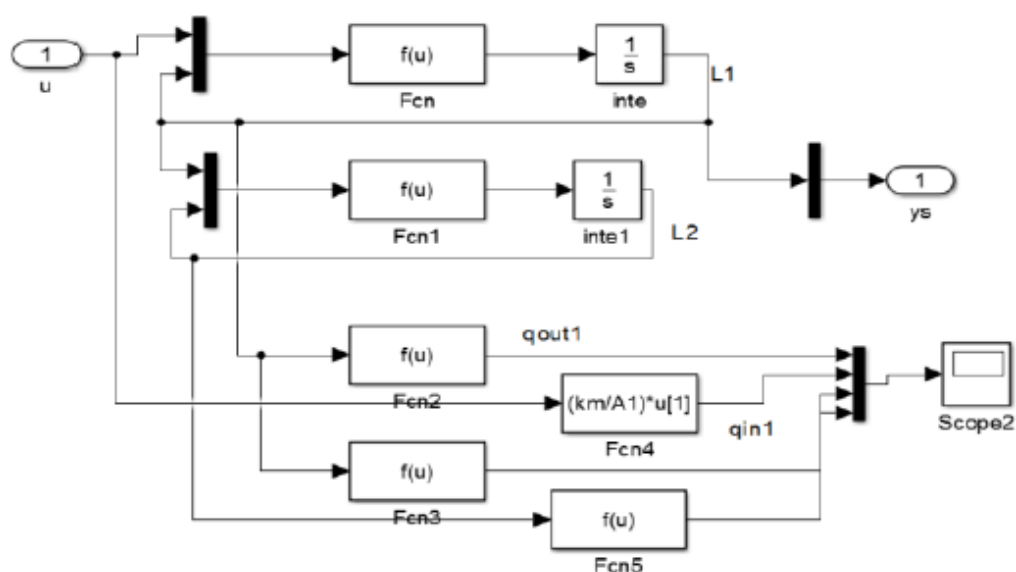 1
u
f(u)
Fcn
1
s
inte
L1
f(u)
Fcn1
1
s
inte1
L2
1
ys
f(u)
Fcn2
qout1
(km/A1)*u[1]
Fcn4
qin1
Scope2
f(u)
Fcn3
f(u)
Fcn5